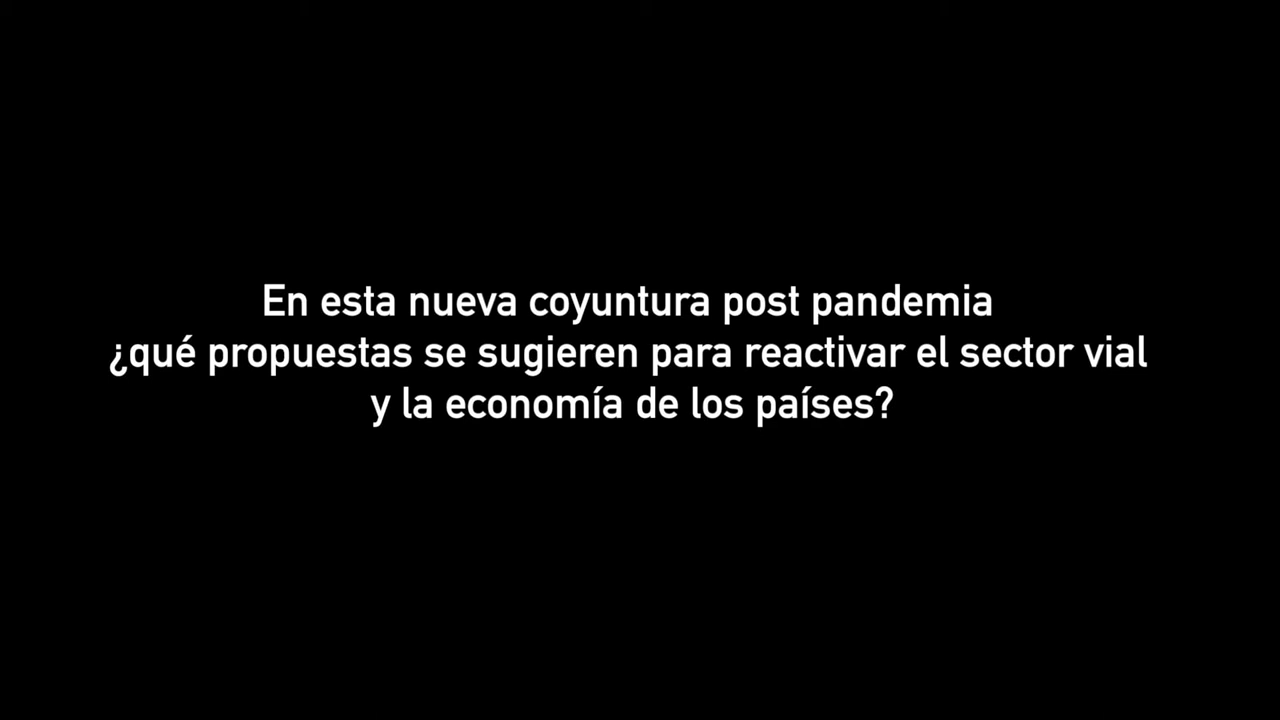 En esta nueva coyuntura post pandemia
¿qué propuestas se sugieren para reactivar el sector vial
y la economía de los países?